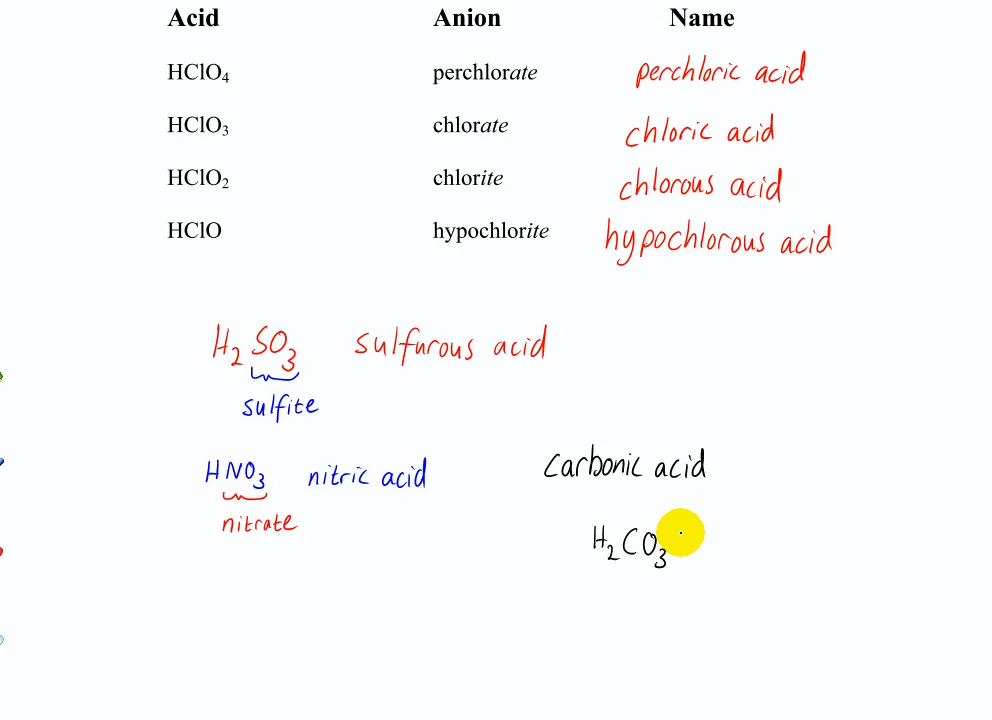 Acid Anion Name
HClO₄ perchlorate perchloric acid
HClO₃ chlorate chloric acid
HClO₂ chlorite chlorous acid
HClO hypochlorite hypochlorous acid
H₂SO₃ sulfurous acid
sulfite
HNO₃ nitric acid
nitrate
carbonic acid
H₂CO₃